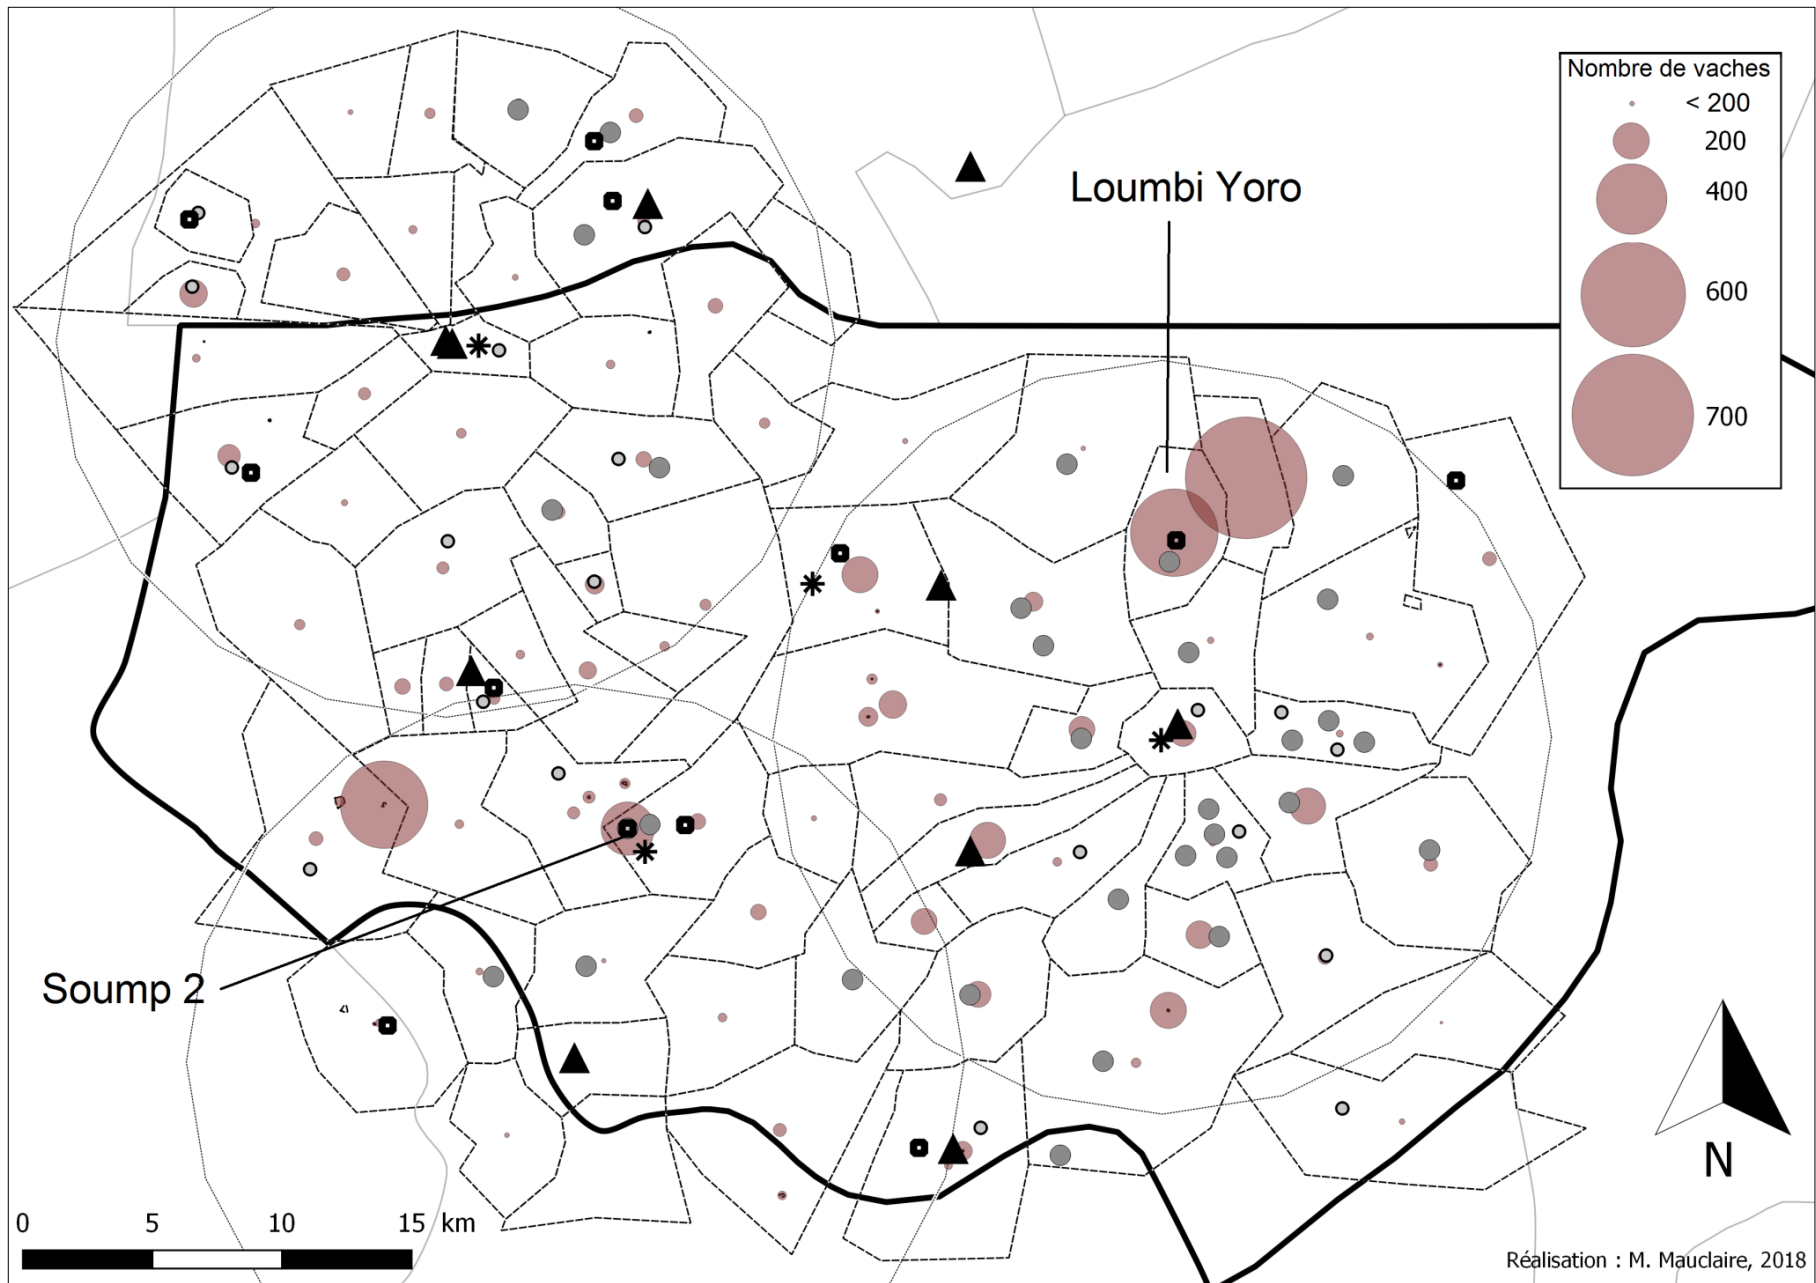 Nombre de vaches
< 200
200
400
600
700
Loumbi Yoro
Soump 2
N
0 5 10 15 km
Réalisation : M. Mauclaire, 2018